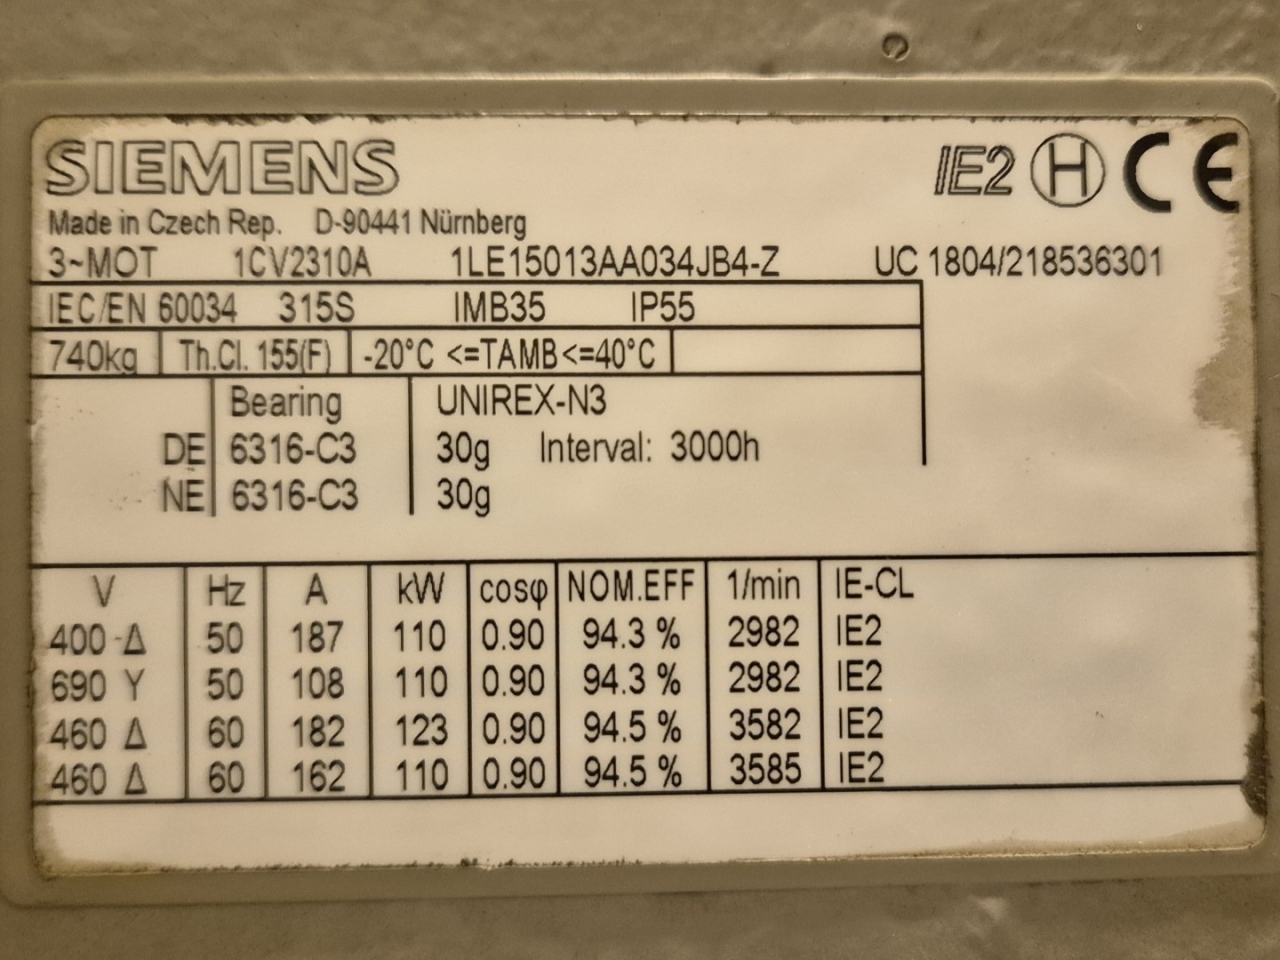 SIEMENS IE2 H CE
Made in Czech Rep. D-90441 Nürnberg
3~MOT 1CV2310A 1LE15013AA034JB4-Z UC 1804/218536301
IEC/EN 60034 315S IMB35 IP55
740kg Th.Cl. 155(F) -20°C <=TAMB<=40°C
Bearing UNIREX-N3
DE 6316-C3 30g Interval: 3000h
NE 6316-C3 30g
V Hz A kW cosφ NOM.EFF 1/min IE-CL
400 Δ 50 187 110 0.90 94.3 % 2982 IE2
690 Y 50 108 110 0.90 94.3 % 2982 IE2
460 Δ 60 182 123 0.90 94.5 % 3582 IE2
460 Δ 60 162 110 0.90 94.5 % 3585 IE2